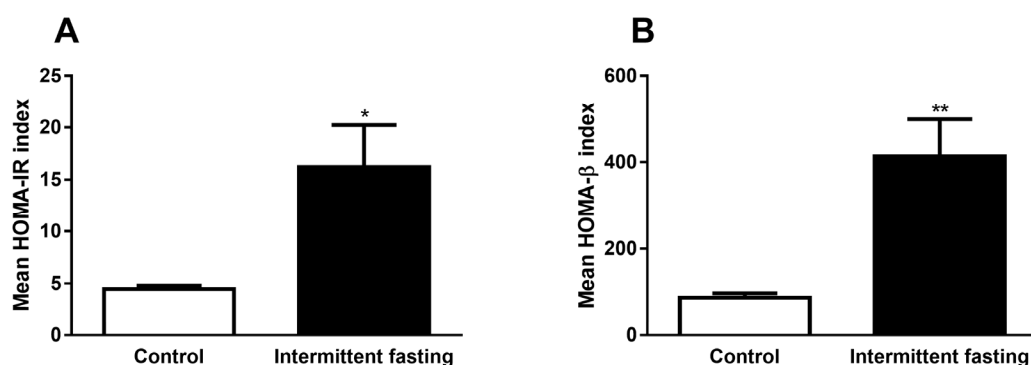 A
Mean HOMA-IR index
25
20
15
10
5
0
*
Control
Intermittent fasting
B
Mean HOMA-β index
600
400
200
0
**
Control
Intermittent fasting